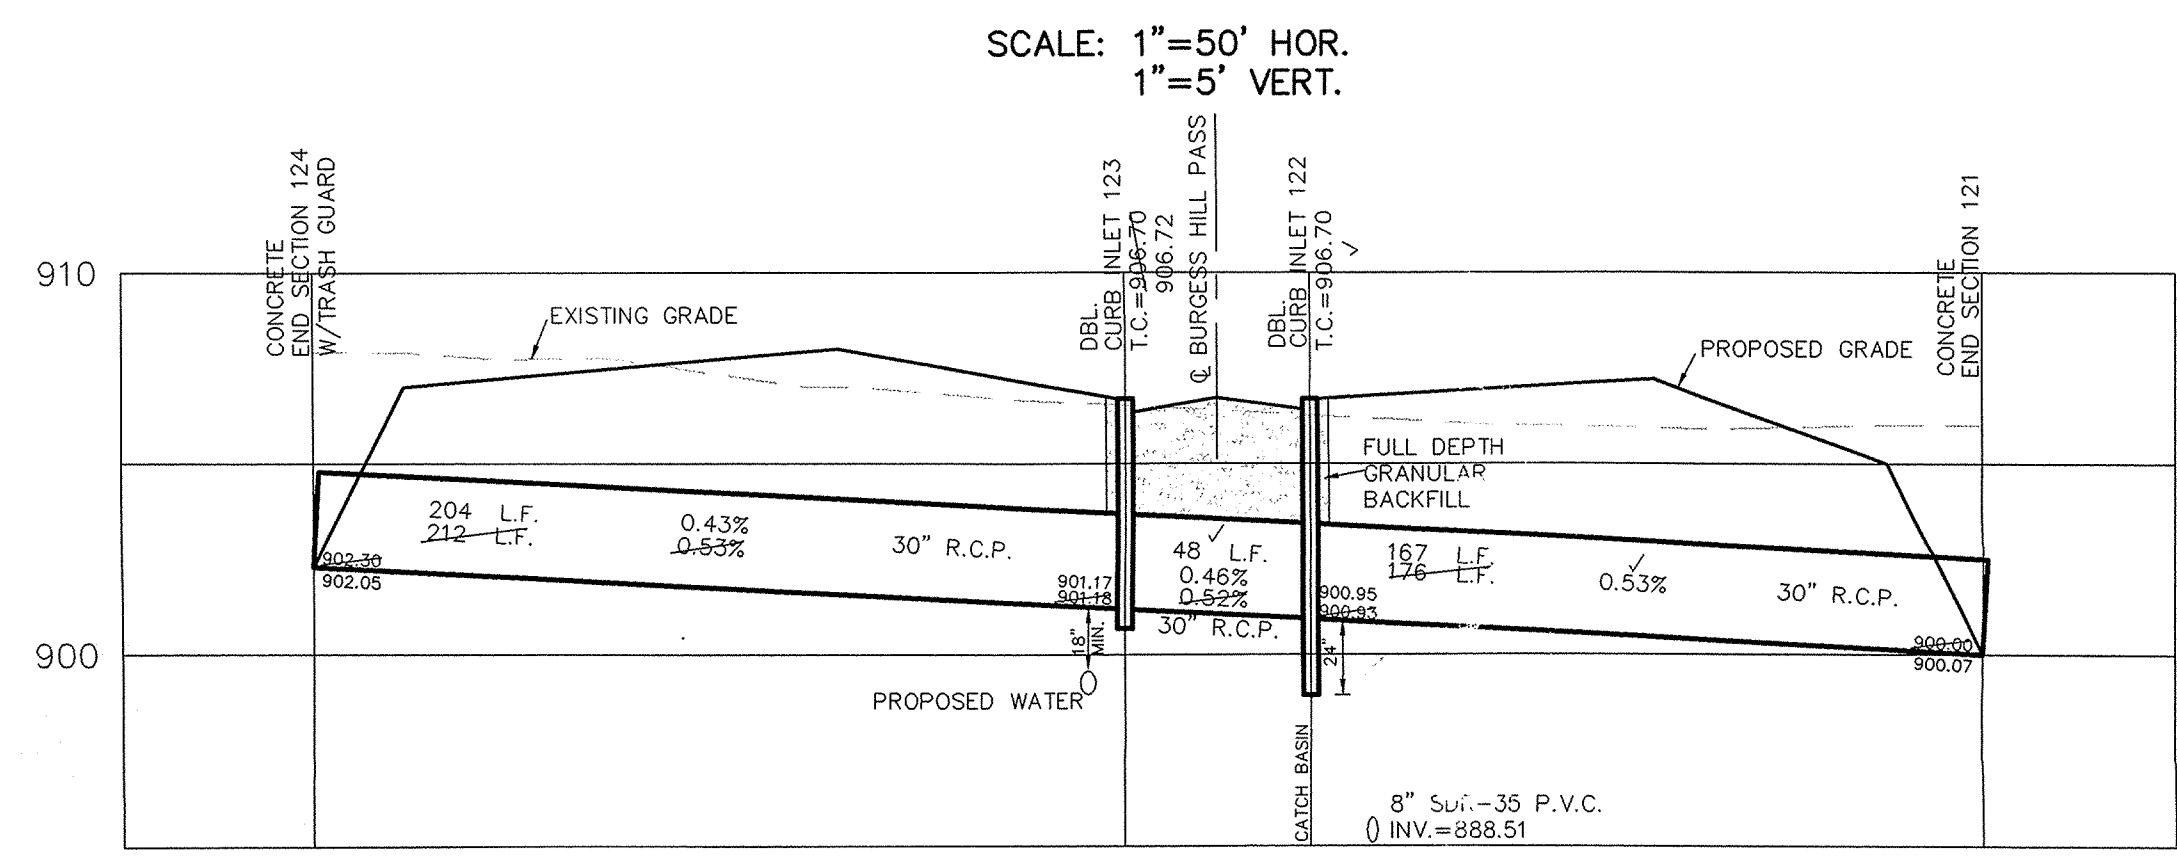 SCALE: 1"=50' HOR.
1"=5' VERT.
CONCRETE
END SECTION 124
W/TRASH GUARD
DBL.
CURB INLET 123
T.C.=906.70
906.72
℄ BURGESS HILL PASS
DBL.
CURB INLET 122
T.C.=906.70 ✓
CONCRETE
END SECTION 121
910
EXISTING GRADE
PROPOSED GRADE
FULL DEPTH
GRANULAR
BACKFILL
204 L.F.
212 L.F.
0.43%
0.53%
30" R.C.P.
902.30
902.05
901.17
901.18
✓
48 L.F.
0.46%
0.52%
30" R.C.P.
167 L.F.
176 L.F.
✓
0.53%
30" R.C.P.
900.95
900.93
900.00
900.07
18"
MIN.
24"
900
PROPOSED WATER
CATCH BASIN
8" SDR-35 P.V.C.
INV.=888.51